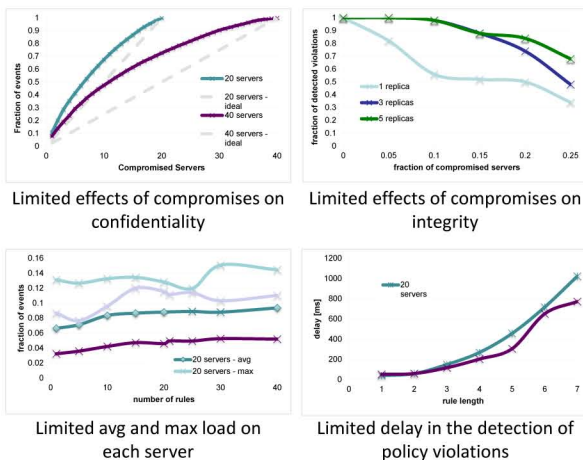 1
0.9
0.8
0.7
0.6
0.5
0.4
0.3
0.2
0.1
0
Fraction of events
20 servers
20 servers - ideal
40 servers
40 servers - ideal
0 10 20 30 40
Compromised Servers
Limited effects of compromises on
confidentiality
1
0.9
0.8
0.7
0.6
0.5
0.4
0.3
0.2
0.1
0
fraction of detected violations
1 replica
3 replicas
5 replicas
0 0.05 0.1 0.15 0.2 0.25
fraction of compromised servers
Limited effects of compromises on
integrity
0.16
0.14
0.12
0.1
0.08
0.06
0.04
0.02
0
fraction of events
20 servers - avg
20 servers - max
0 10 20 30 40
number of rules
Limited avg and max load on
each server
1200
1000
800
600
400
200
0
delay [ms]
20
servers
0 1 2 3 4 5 6 7
rule length
Limited delay in the detection of
policy violations